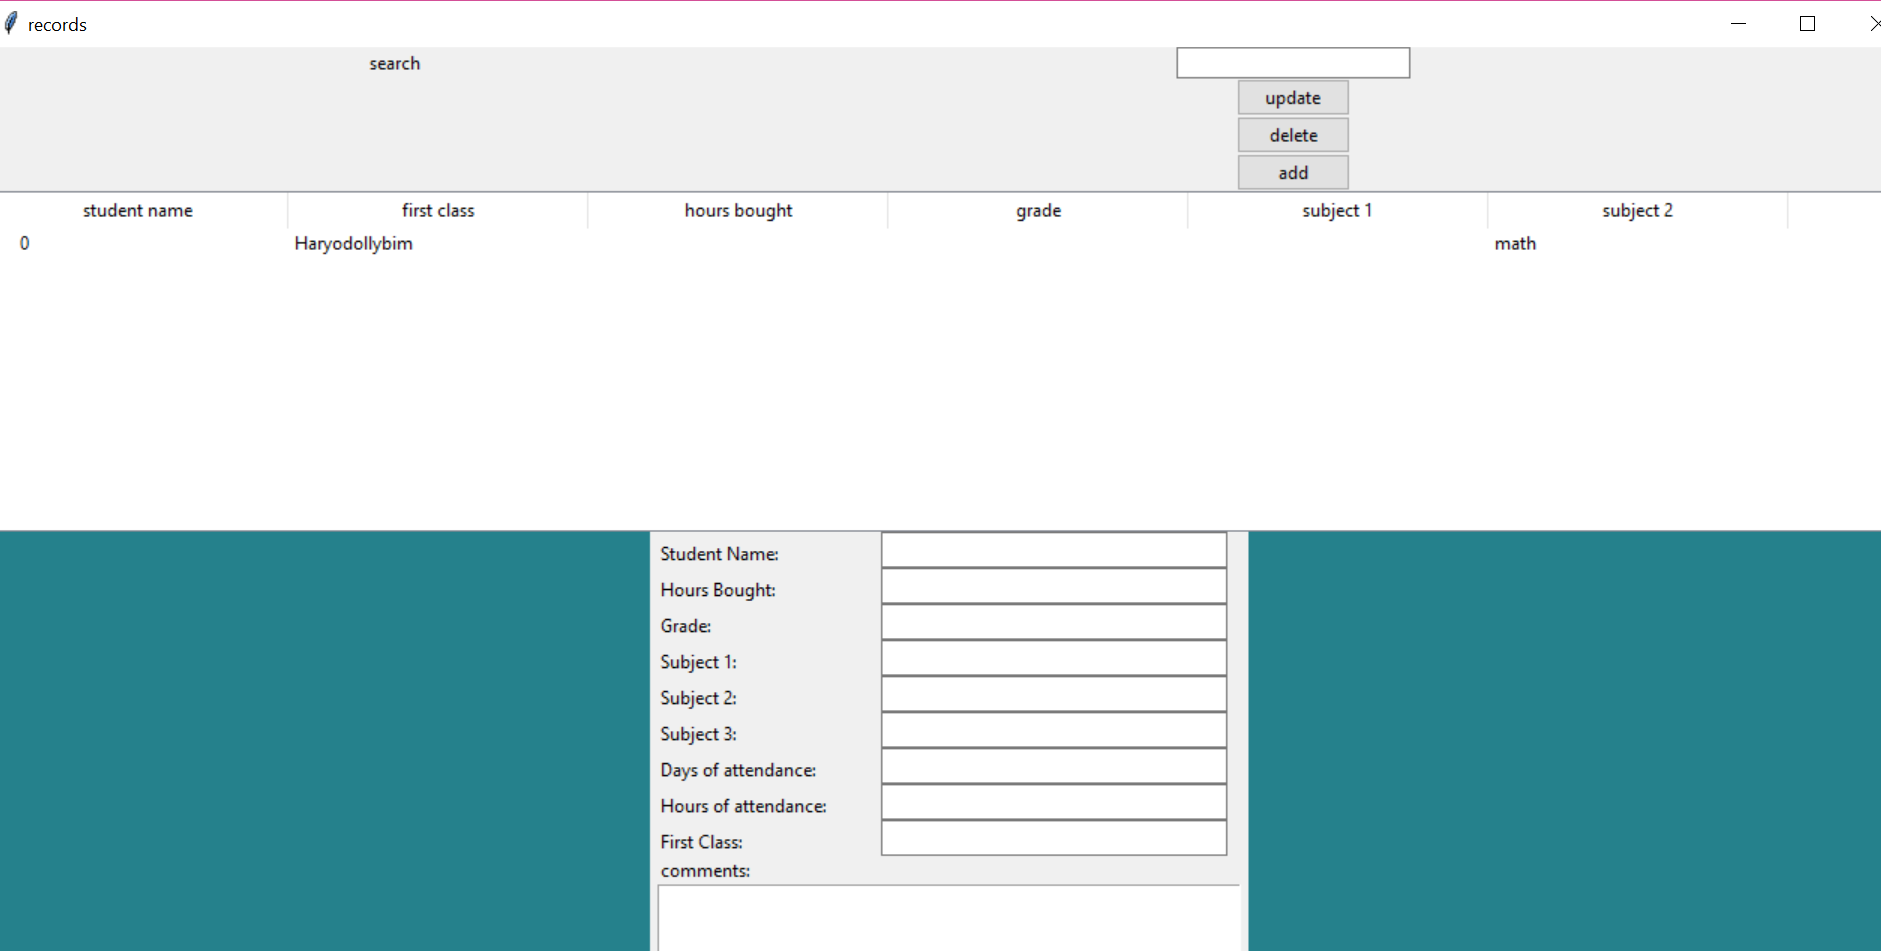 records
search
update
delete
add
student name first class hours bought grade subject 1 subject 2
0 Haryodollybim math
Student Name:
Hours Bought:
Grade:
Subject 1:
Subject 2:
Subject 3:
Days of attendance:
Hours of attendance:
First Class:
comments: